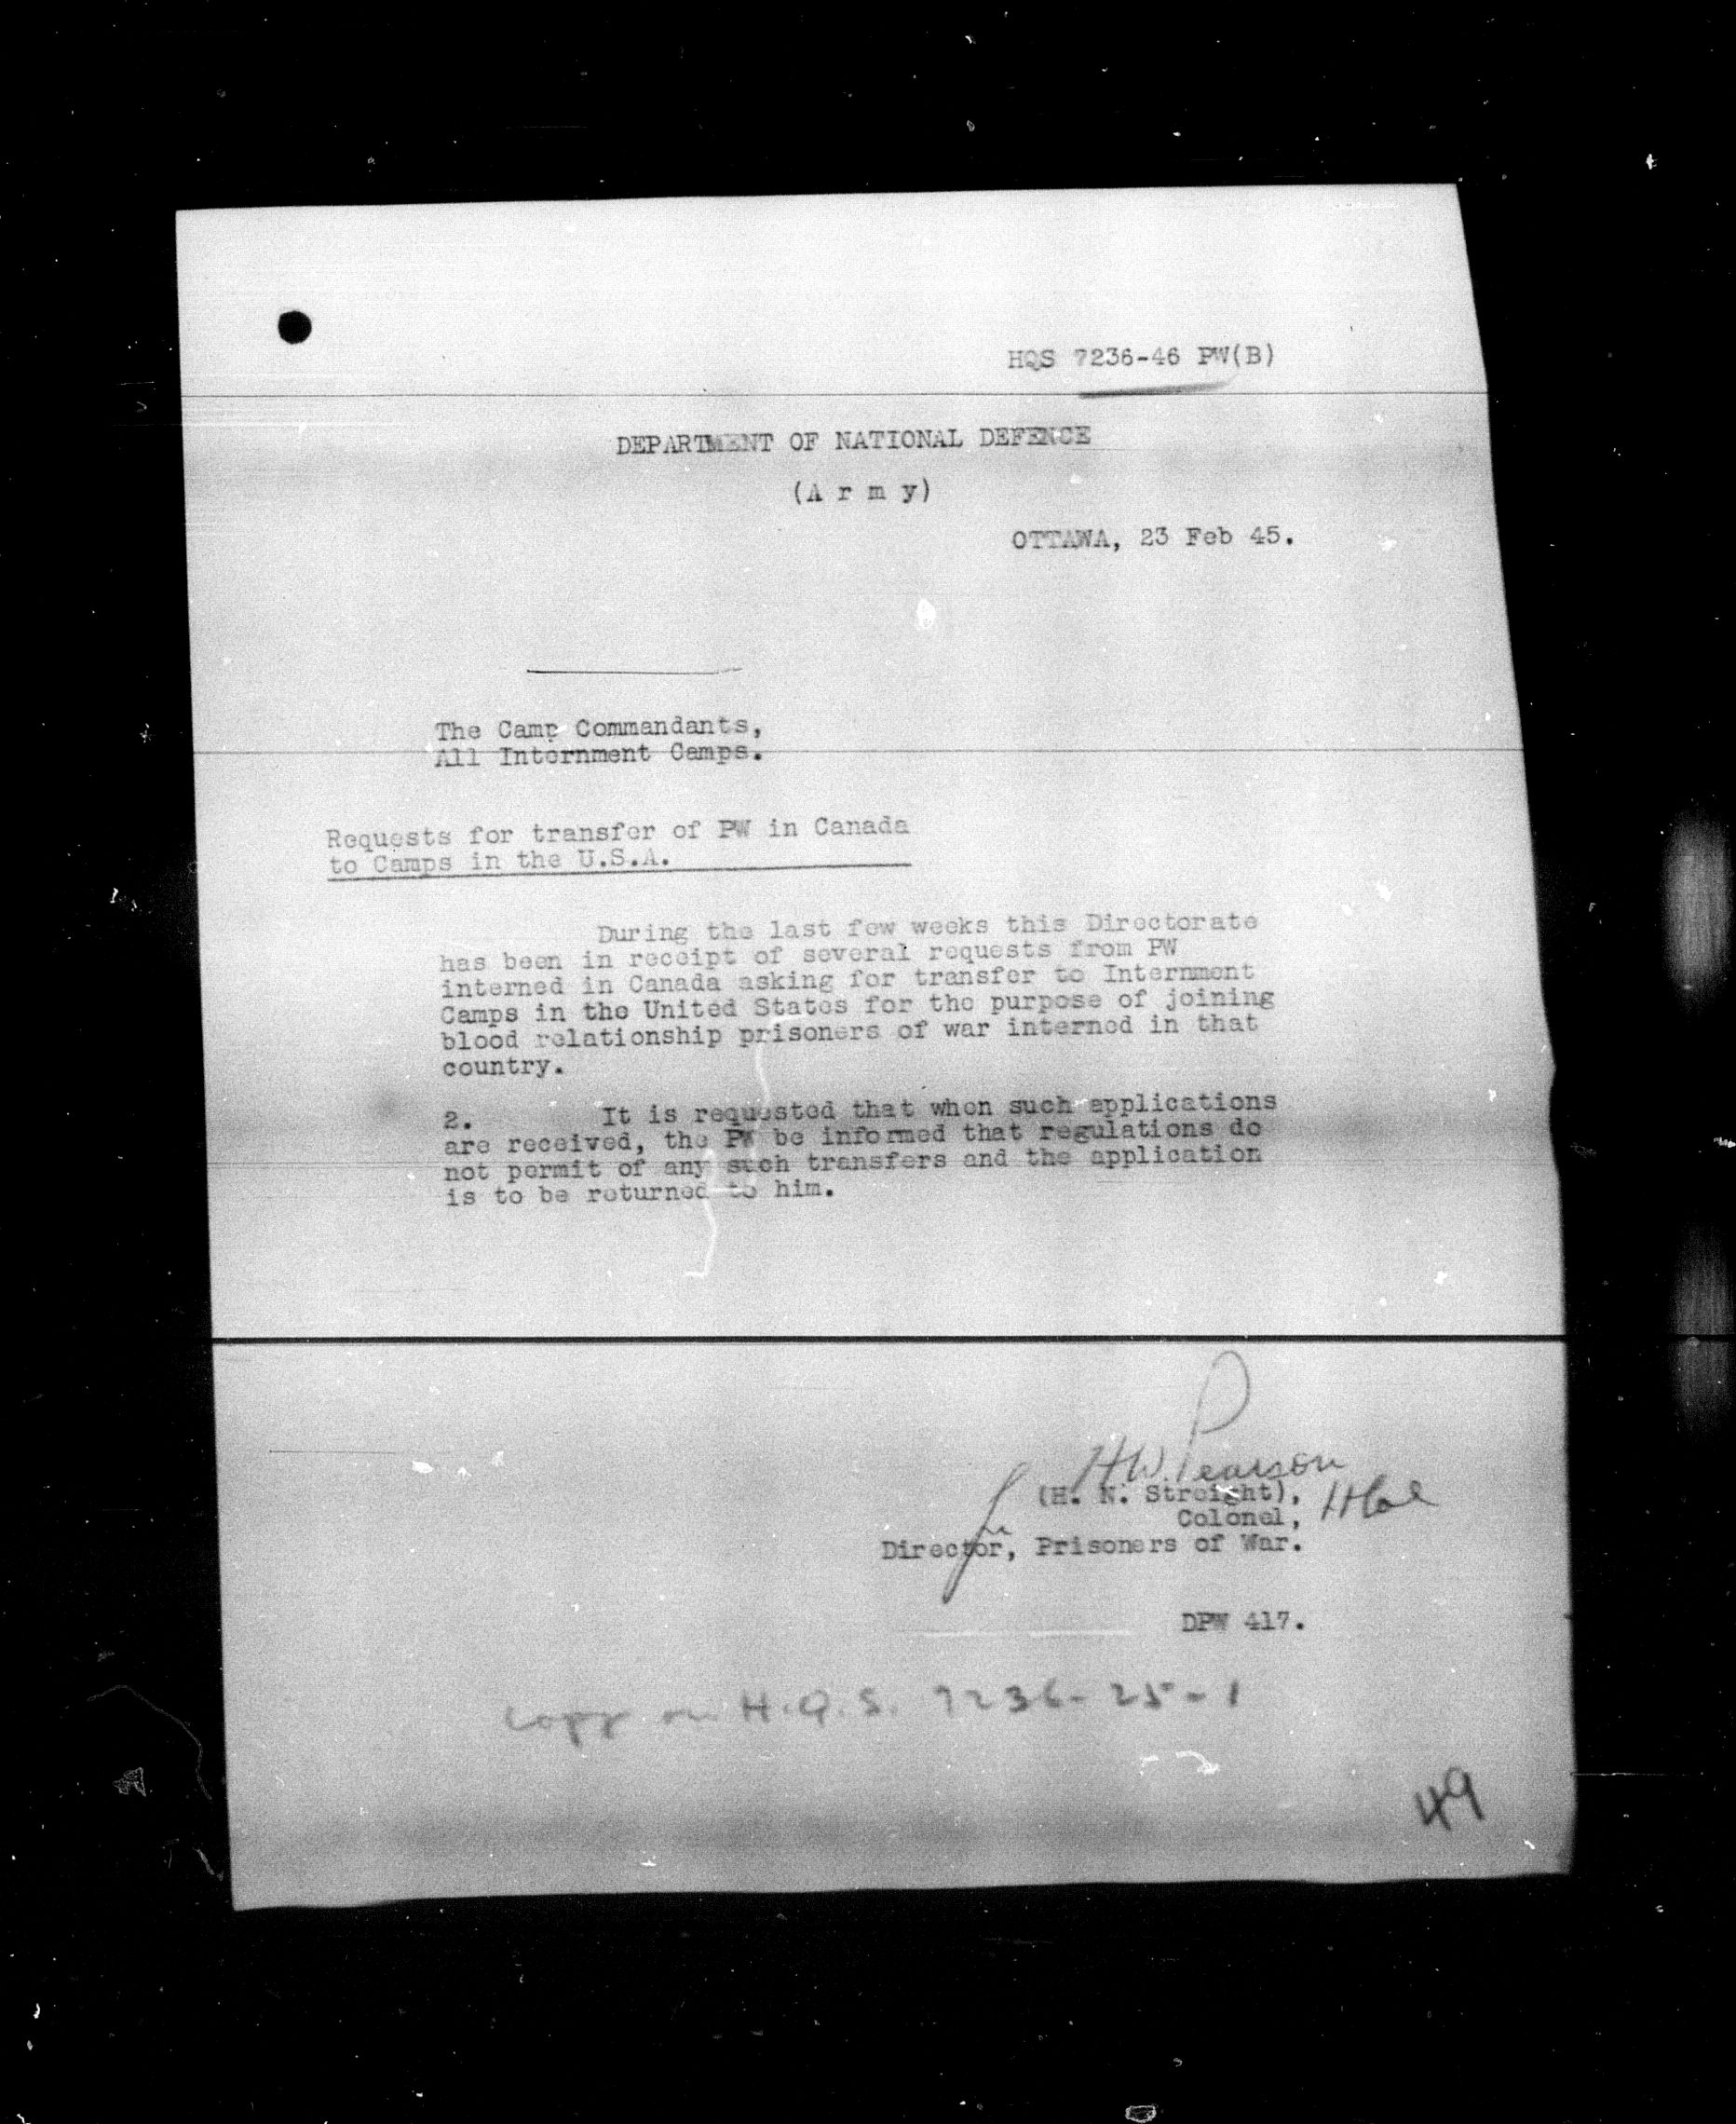 HQS 7236-46 PW(B)
DEPARTMENT OF NATIONAL DEFENCE
(A r m y)
OTTAWA, 23 Feb 45.
The Camp Commandants,
All Internment Camps.
Requests for transfer of PW in Canada
to Camps in the U.S.A.
During the last few weeks this Directorate
has been in receipt of several requests from PW
interned in Canada asking for transfer to Internment
Camps in the United States for the purpose of joining
blood relationship prisoners of war interned in that
country.
2. It is requested that when such applications
are received, the PW be informed that regulations do
not permit of any such transfers and the application
is to be returned to him.
HW Pearson
(H. N. Streight),
Colonel,
Director, Prisoners of War.
DPW 417.
copy on H.Q.S. 7236-25-1
49